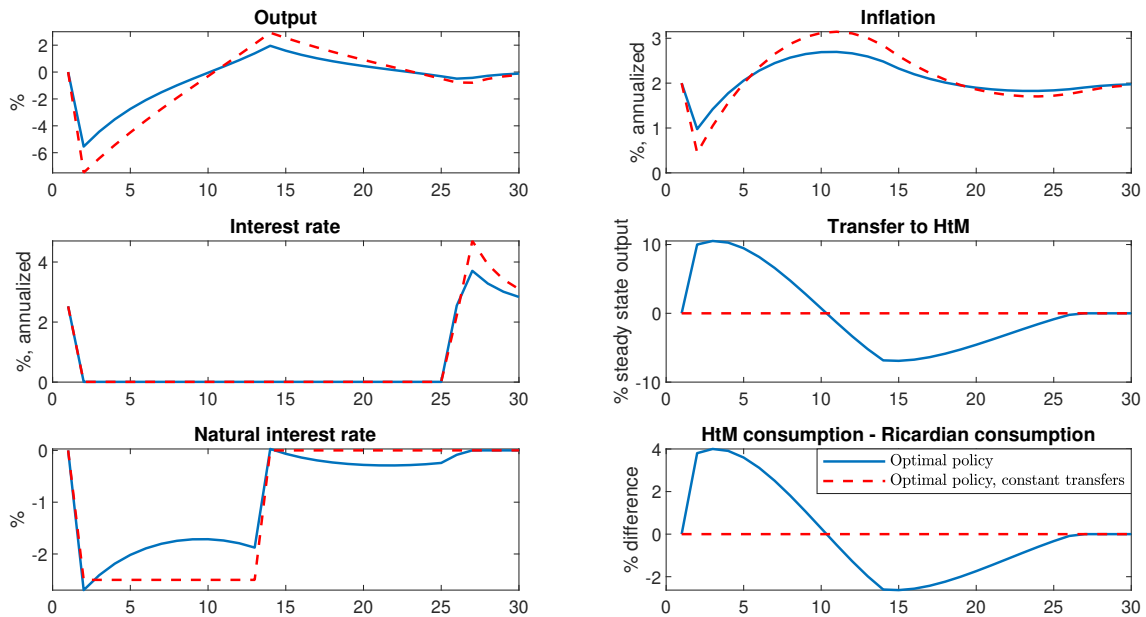 Output
%
2
0
-2
-4
-6
0 5 10 15 20 25 30
Inflation
%, annualized
3
2
1
0
0 5 10 15 20 25 30
Interest rate
%, annualized
4
2
0
0 5 10 15 20 25 30
Transfer to HtM
% steady state output
10
0
-10
0 5 10 15 20 25 30
Natural interest rate
%
0
-1
-2
0 5 10 15 20 25 30
HtM consumption - Ricardian consumption
% difference
4
2
0
-2
0 5 10 15 20 25 30
Optimal policy
Optimal policy, constant transfers